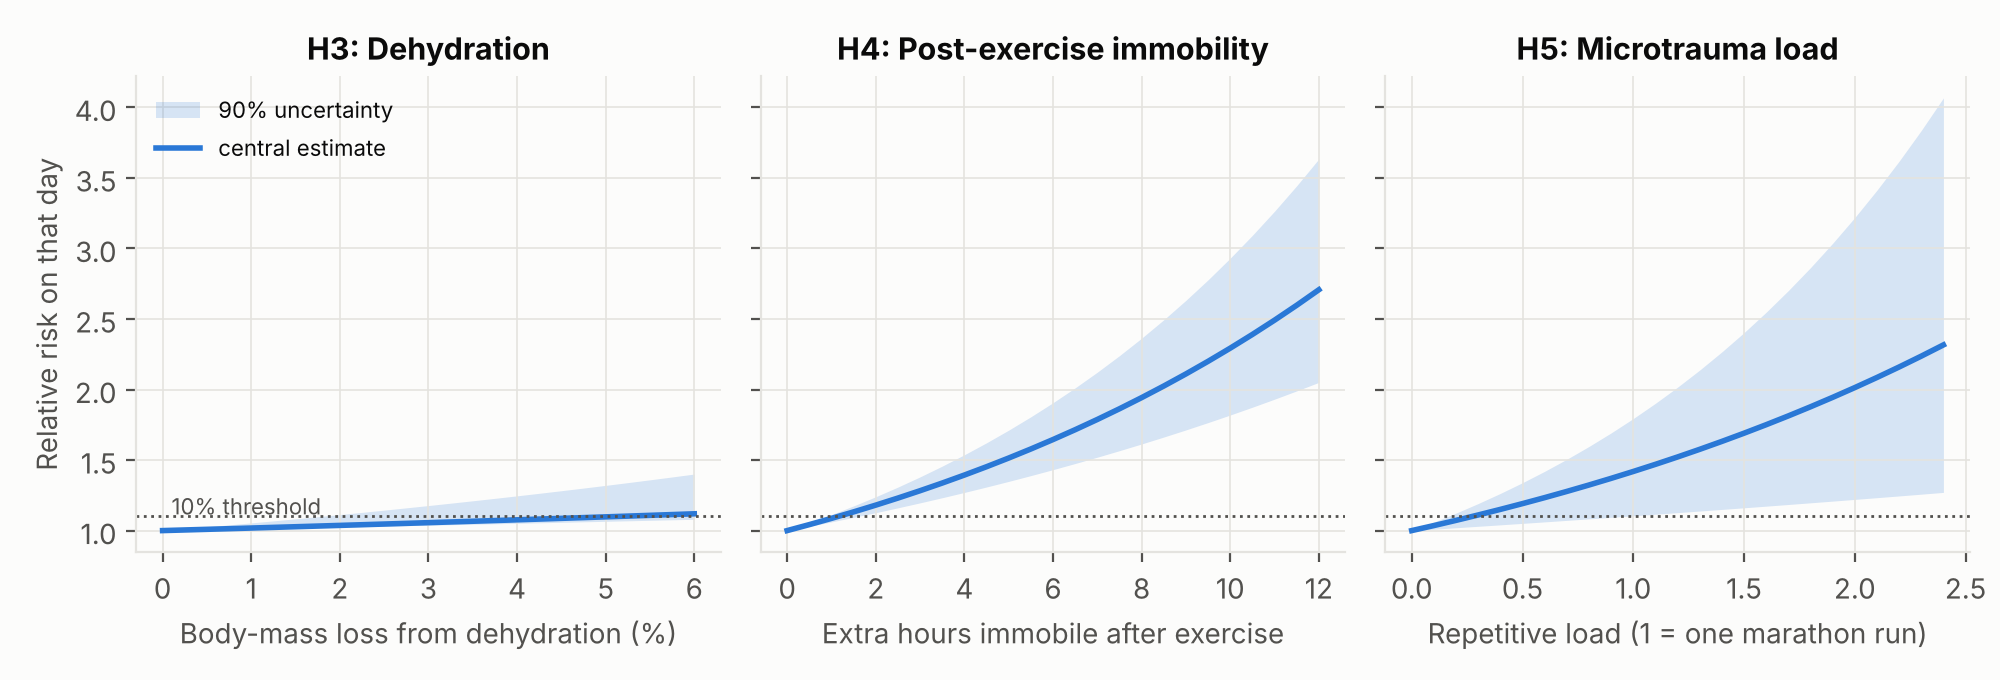 H3: Dehydration
H4: Post-exercise immobility
H5: Microtrauma load
Relative risk on that day
4.0
3.5
3.0
2.5
2.0
1.5
1.0
90% uncertainty
central estimate
10% threshold
0 1 2 3 4 5 6
0 2 4 6 8 10 12
0.0 0.5 1.0 1.5 2.0 2.5
Body-mass loss from dehydration (%)
Extra hours immobile after exercise
Repetitive load (1 = one marathon run)